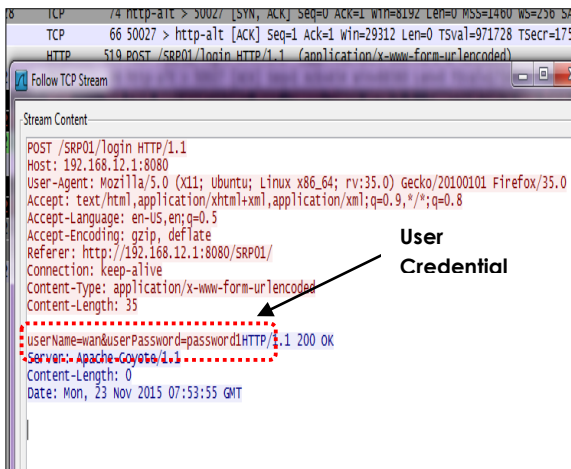 8 TCP 74 http-alt > 50027 [SYN, ACK] Seq=0 Ack=1 Win=8192 Len=0 MSS=1460 WS=256 SA
TCP 66 50027 > http-alt [ACK] Seq=1 Ack=1 Win=29312 Len=0 TSval=971728 TSecr=175
HTTP 519 POST /SRP01/login HTTP/1.1 (application/x-www-form-urlencoded)
Follow TCP Stream
Stream Content
POST /SRP01/login HTTP/1.1
Host: 192.168.12.1:8080
User-Agent: Mozilla/5.0 (X11; Ubuntu; Linux x86_64; rv:35.0) Gecko/20100101 Firefox/35.0
Accept: text/html,application/xhtml+xml,application/xml;q=0.9,*/*;q=0.8
Accept-Language: en-US,en;q=0.5
Accept-Encoding: gzip, deflate
Referer: http://192.168.12.1:8080/SRP01/
Connection: keep-alive
Content-Type: application/x-www-form-urlencoded
Content-Length: 35
User
Credential
userName=wan&userPassword=password1HTTP/1.1 200 OK
Server: Apache-Coyote/1.1
Content-Length: 0
Date: Mon, 23 Nov 2015 07:53:55 GMT